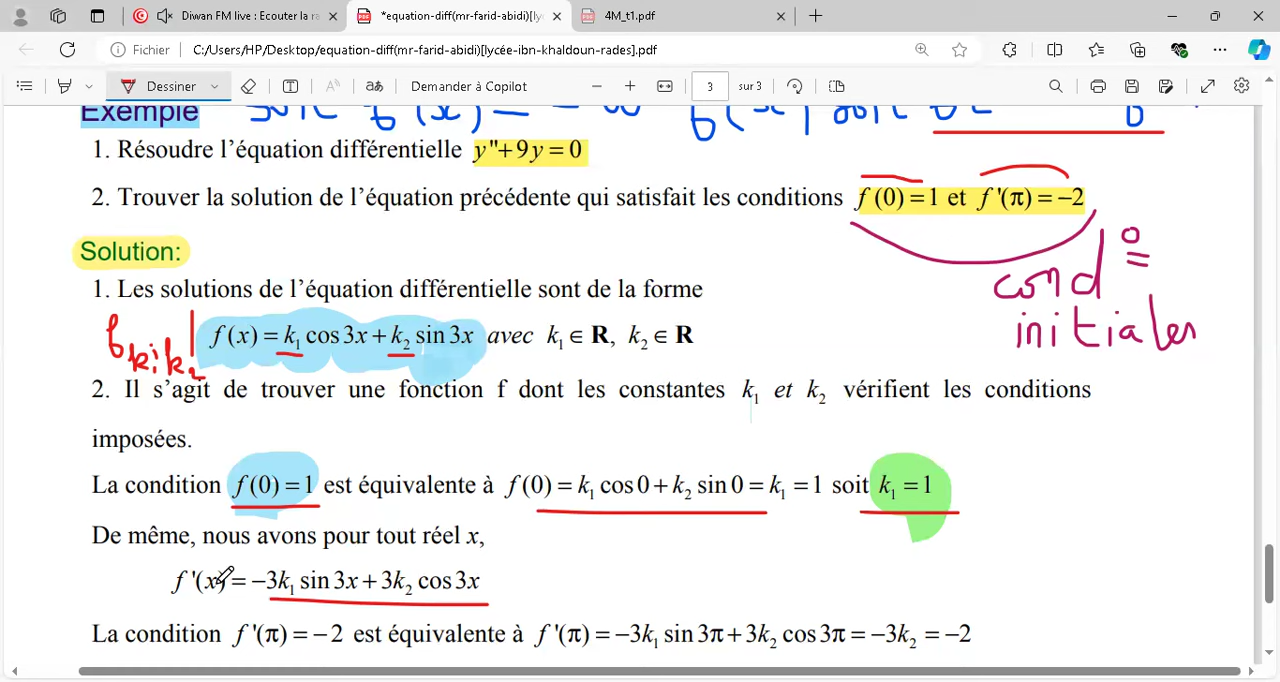 Diwan FM live : Ecouter la ra
*equation-diff(mr-farid-abidi)[lyc
4M_t1.pdf
Fichier
C:/Users/HP/Desktop/equation-diff(mr-farid-abidi)[lycée-ibn-khaldoun-rades].pdf
Dessiner
Demander à Copilot
3 sur 3
Exemple
1. Résoudre l'équation différentielle y"+9y = 0
2. Trouver la solution de l'équation précédente qui satisfait les conditions f(0) = 1 et f'(π) = −2
Solution:
cond°
initiales
1. Les solutions de l'équation différentielle sont de la forme
f k1 k2 | f(x) = k₁ cos 3x + k₂ sin 3x avec k₁ ∈ R, k₂ ∈ R
2. Il s'agit de trouver une fonction f dont les constantes k₁ et k₂ vérifient les conditions
imposées.
La condition f(0) = 1 est équivalente à f(0) = k₁ cos 0 + k₂ sin 0 = k₁ = 1 soit k₁ = 1
De même, nous avons pour tout réel x,
f'(x) = −3k₁ sin 3x + 3k₂ cos 3x
La condition f'(π) = −2 est équivalente à f'(π) = −3k₁ sin 3π + 3k₂ cos 3π = −3k₂ = −2